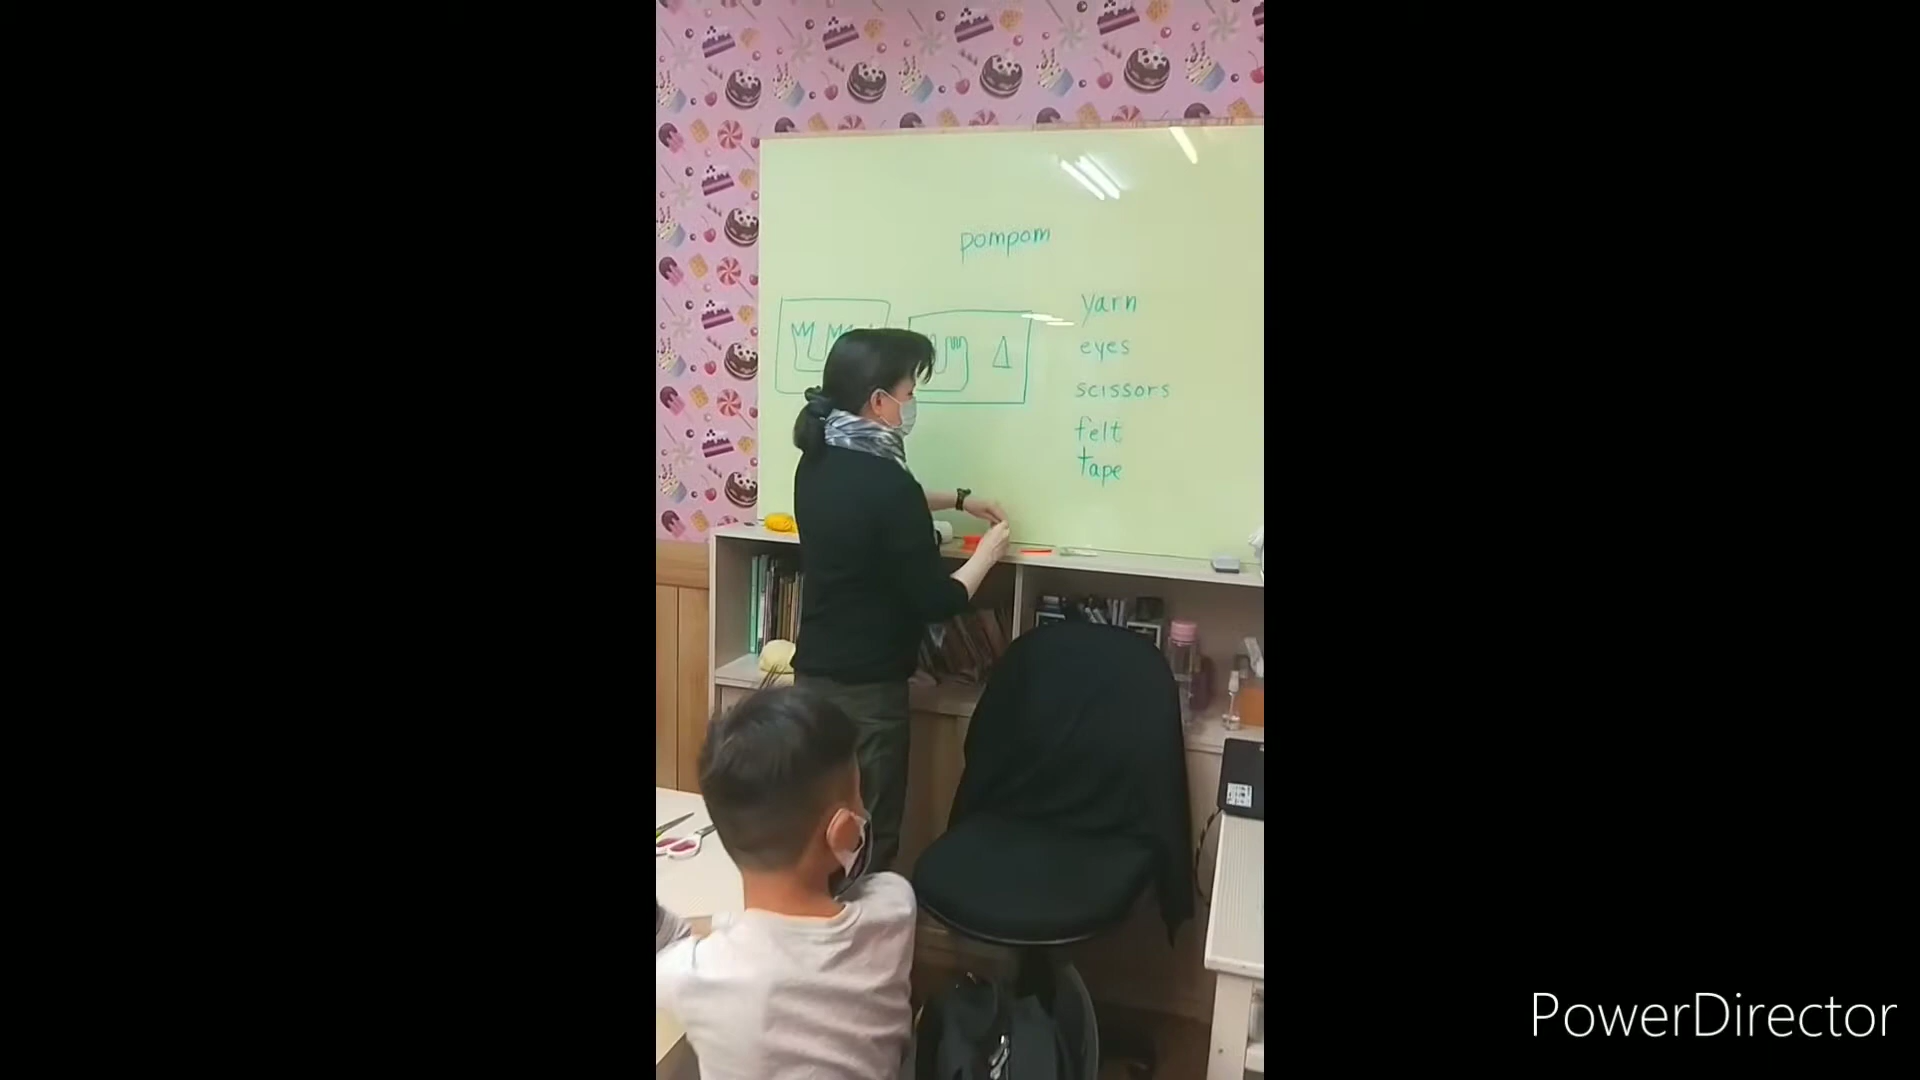 pompom
yarn
eyes
scissors
felt
tape
PowerDirector